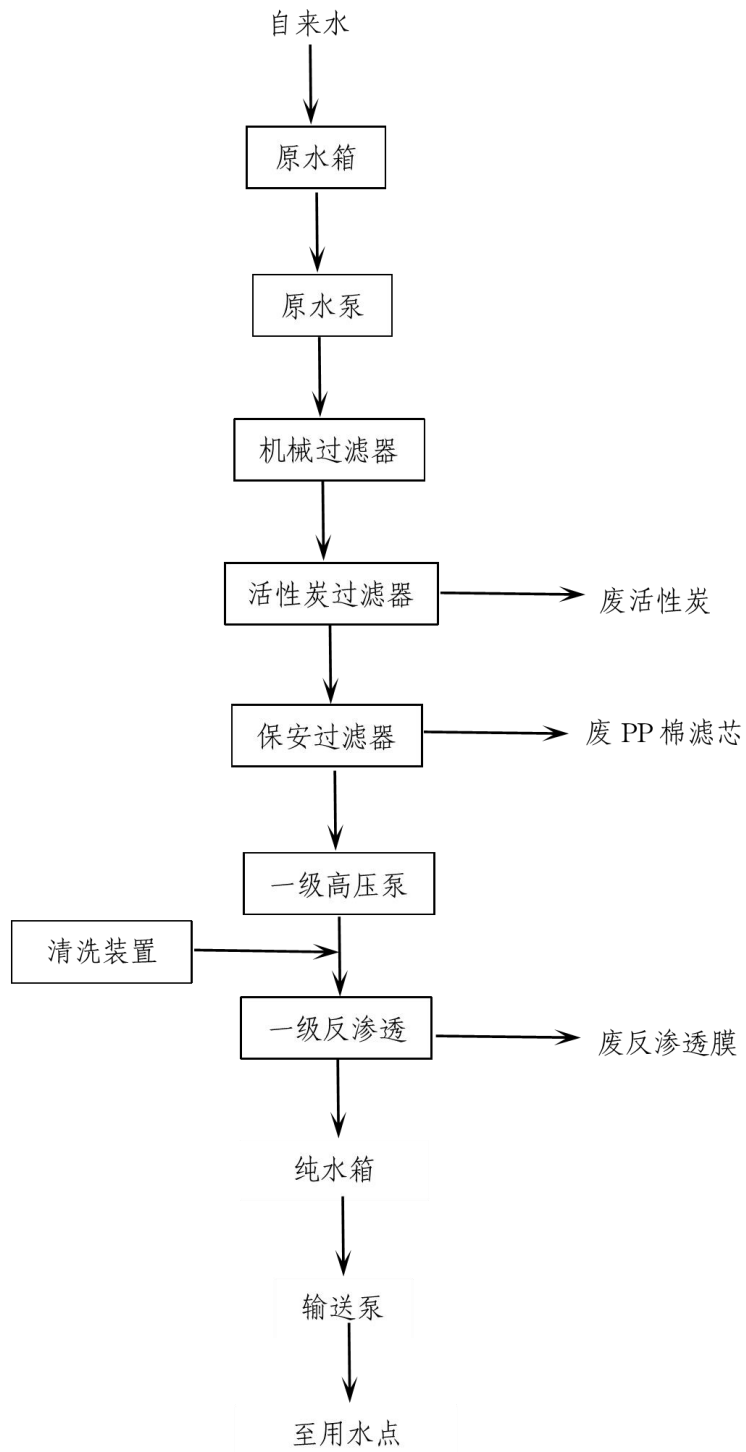 自来水
原水箱
原水泵
机械过滤器
活性炭过滤器
废活性炭
保安过滤器
废 PP 棉滤芯
一级高压泵
清洗装置
一级反渗透
废反渗透膜
纯水箱
输送泵
至用水点